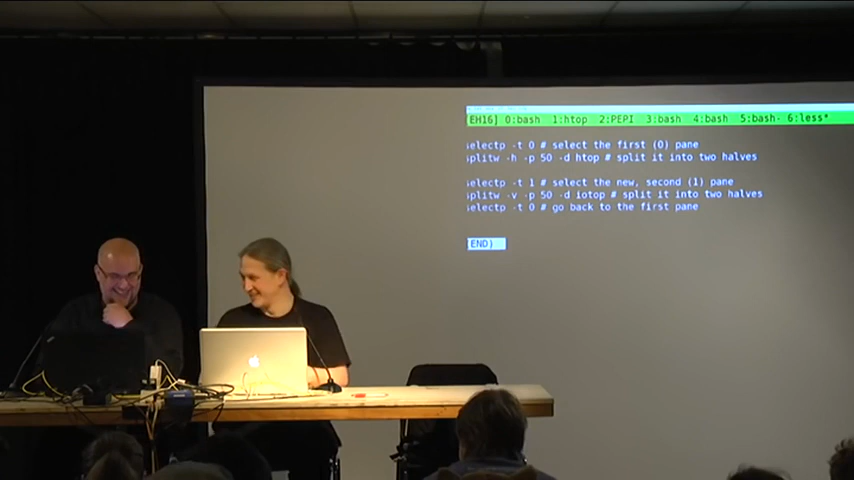 EH16] 0:bash 1:htop 2:PEPI 3:bash 4:bash 5:bash- 6:less*
selectp -t 0 # select the first (0) pane
splitw -h -p 50 -d htop # split it into two halves
selectp -t 1 # select the new, second (1) pane
splitw -v -p 50 -d iotop # split it into two halves
selectp -t 0 # go back to the first pane
(END)